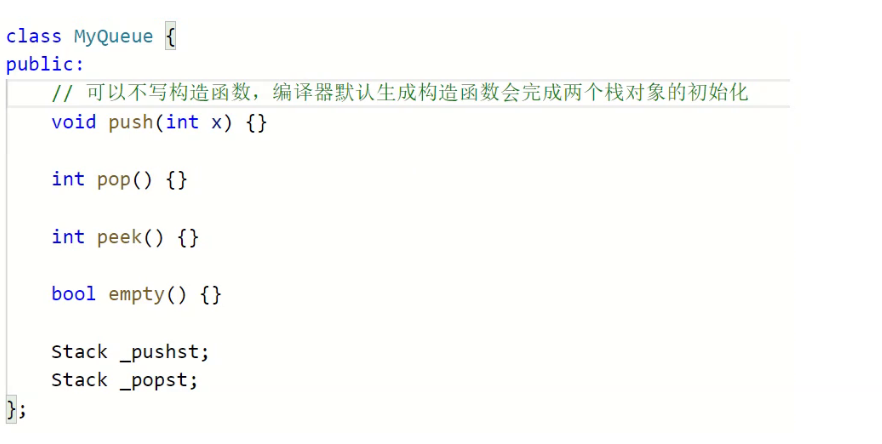 class MyQueue {
public:
// 可以不写构造函数，编译器默认生成构造函数会完成两个栈对象的初始化
void push(int x) {}
int pop() {}
int peek() {}
bool empty() {}
Stack _pushst;
Stack _popst;
};